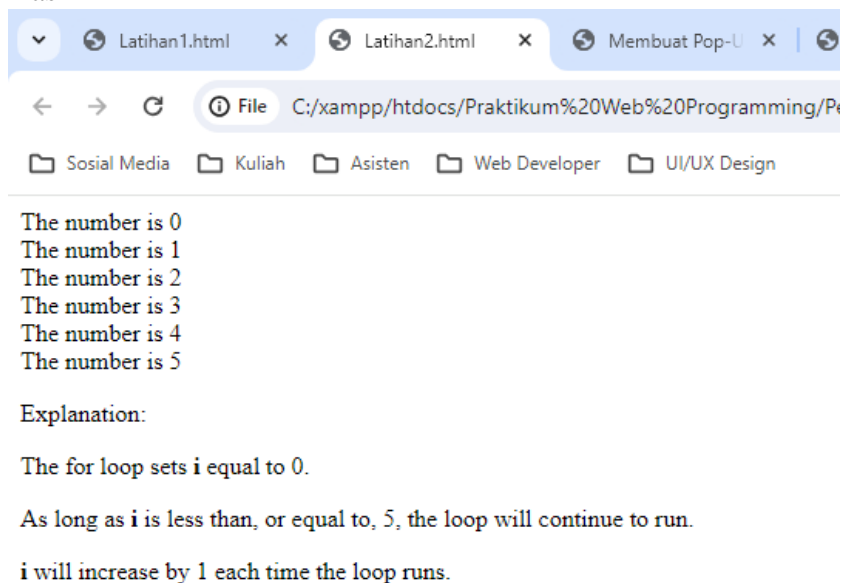 Latihan1.html
Latihan2.html
Membuat Pop-U
File C:/xampp/htdocs/Praktikum%20Web%20Programming/Pe
Sosial Media Kuliah Asisten Web Developer UI/UX Design
The number is 0
The number is 1
The number is 2
The number is 3
The number is 4
The number is 5
Explanation:
The for loop sets i equal to 0.
As long as i is less than, or equal to, 5, the loop will continue to run.
i will increase by 1 each time the loop runs.